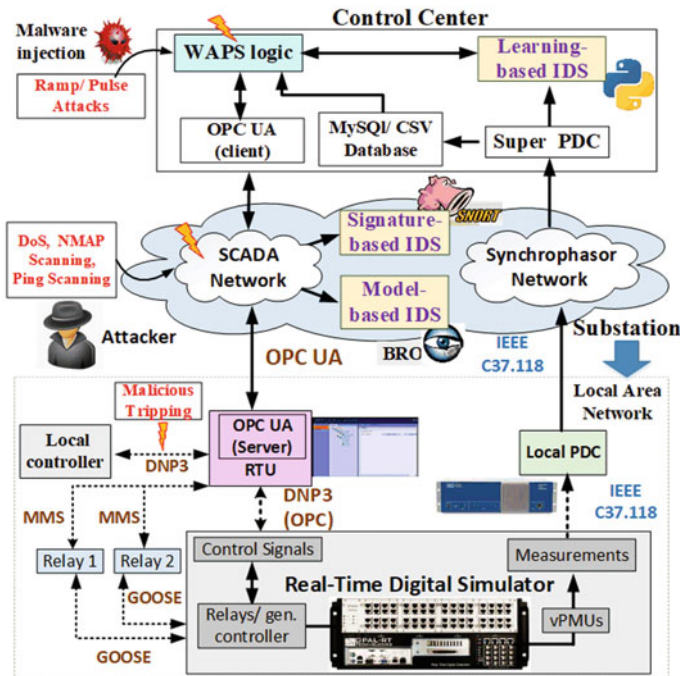 Control Center
Malware
injection
Ramp/ Pulse
Attacks
WAPS logic
Learning-
based IDS
OPC UA
(client)
MySQl/ CSV
Database
Super PDC
DoS, NMAP
Scanning,
Ping Scanning
SCADA
Network
Signature-
based IDS
SNORT
Model-
based IDS
BRO
Synchrophasor
Network
Attacker
OPC UA
IEEE
C37.118
Substation
Local Area
Network
Malicious
Tripping
Local
controller
DNP3
OPC UA
(Server)
RTU
Local PDC
DNP3
(OPC)
IEEE
C37.118
MMS
MMS
Relay 1
Relay 2
GOOSE
GOOSE
Control Signals
Measurements
Real-Time Digital Simulator
Relays/ gen.
controller
OPAL-RT
vPMUs